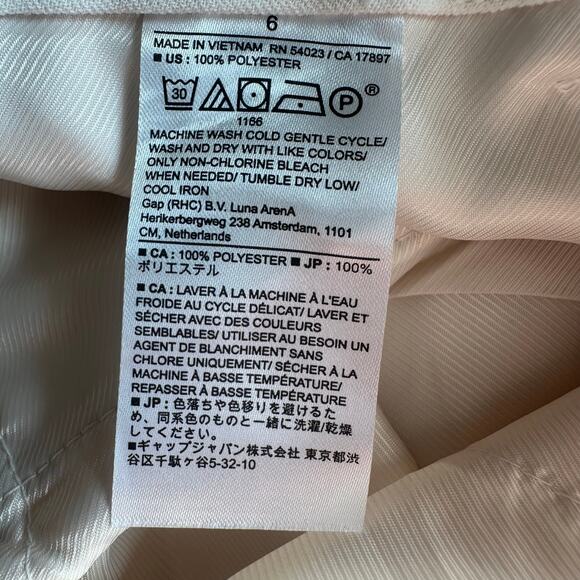 6
MADE IN VIETNAM RN 54023 / CA 17897
■ US : 100% POLYESTER
30 P ®
1166
MACHINE WASH COLD GENTLE CYCLE/
WASH AND DRY WITH LIKE COLORS/
ONLY NON-CHLORINE BLEACH
WHEN NEEDED/ TUMBLE DRY LOW/
COOL IRON
Gap (RHC) B.V. Luna ArenA
Herikerbergweg 238 Amsterdam, 1101
CM, Netherlands
■ CA : 100% POLYESTER ■ JP : 100%
ポリエステル
■ CA : LAVER À LA MACHINE À L'EAU
FROIDE AU CYCLE DÉLICAT/ LAVER ET
SÉCHER AVEC DES COULEURS
SEMBLABLES/ UTILISER AU BESOIN UN
AGENT DE BLANCHIMENT SANS
CHLORE UNIQUEMENT/ SÉCHER À LA
MACHINE À BASSE TEMPÉRATURE/
REPASSER À BASSE TEMPÉRATURE
■ JP : 色落ちや色移りを避けるた
め、同系色のものと一緒に洗濯/乾燥
してください。
■ギャップジャパン株式会社 東京都渋
谷区千駄ヶ谷5-32-10